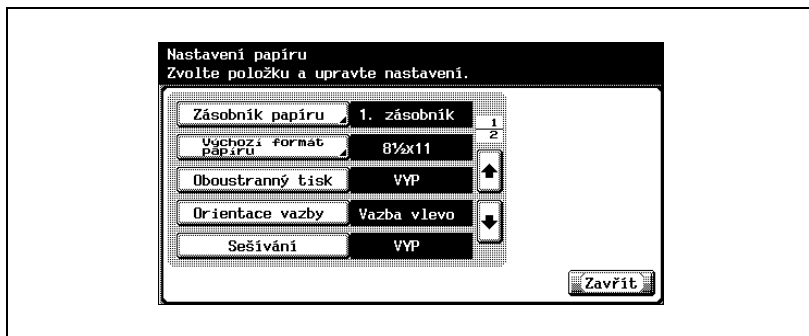 Nastavení papíru
Zvolte položku a upravte nastavení.
Zásobník papíru 1. zásobník
1
2
Výchozí formát
papíru
8½x11
Oboustranný tisk VYP
Orientace vazby Vazba vlevo
Sešívání VYP
Zavřít